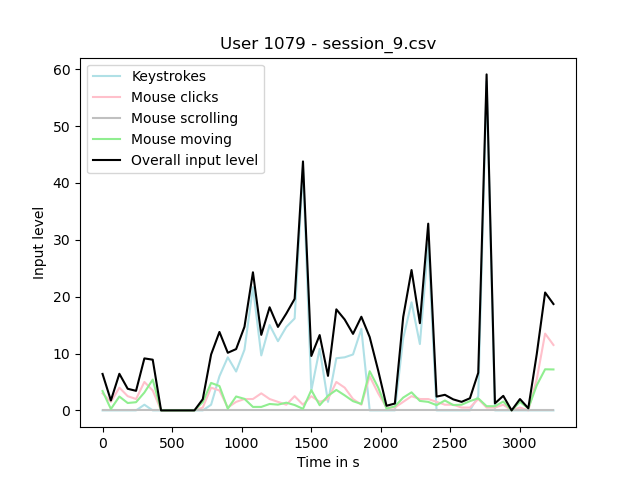 User 1079 - session_9.csv
Keystrokes
Mouse clicks
Mouse scrolling
Mouse moving
Overall input level
60
50
40
30
20
10
0
Input level
0 500 1000 1500 2000 2500 3000
Time in s